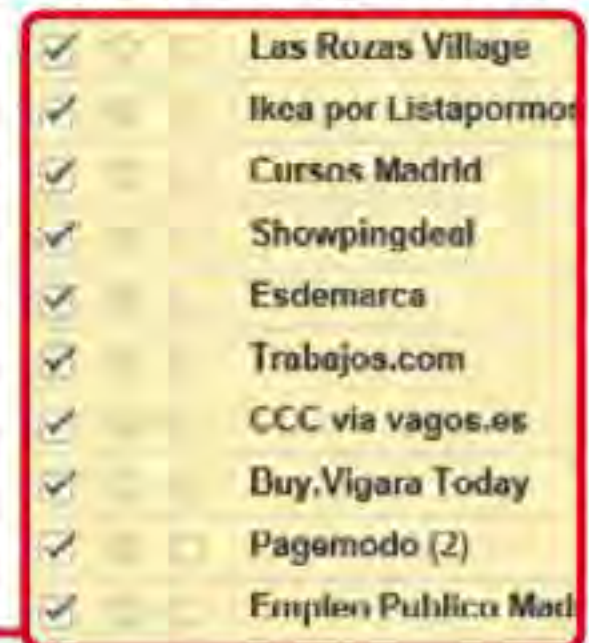 Las Rozas Village
Ikea por Listapormos
Cursos Madrid
Showpingdeal
Esdemarca
Trabajos.com
CCC via vagos.es
Buy.Vigara Today
Pagemodo (2)
Empleo Publico Mad